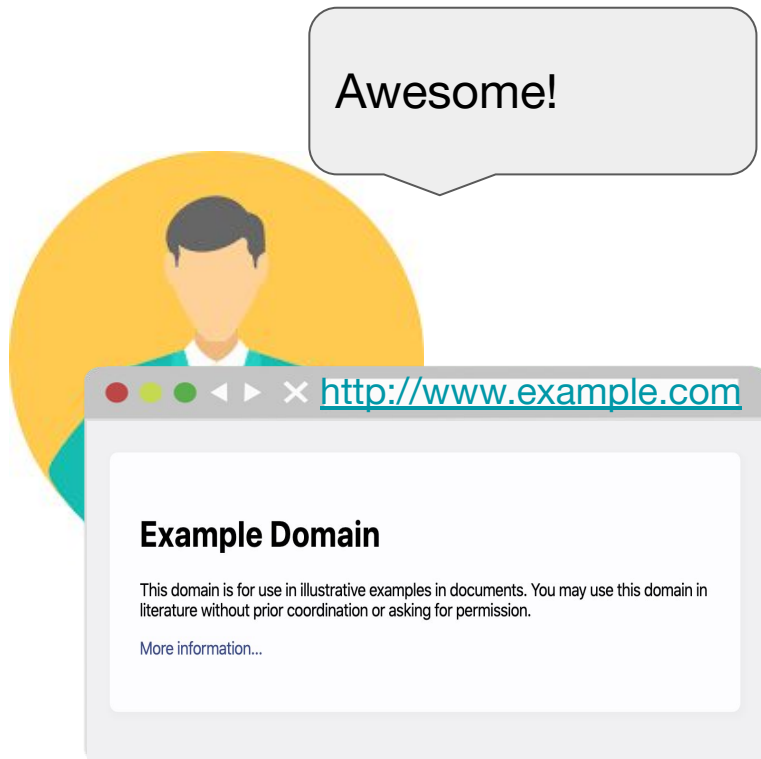 Awesome!
http://www.example.com
Example Domain
This domain is for use in illustrative examples in documents. You may use this domain in
literature without prior coordination or asking for permission.
More information...